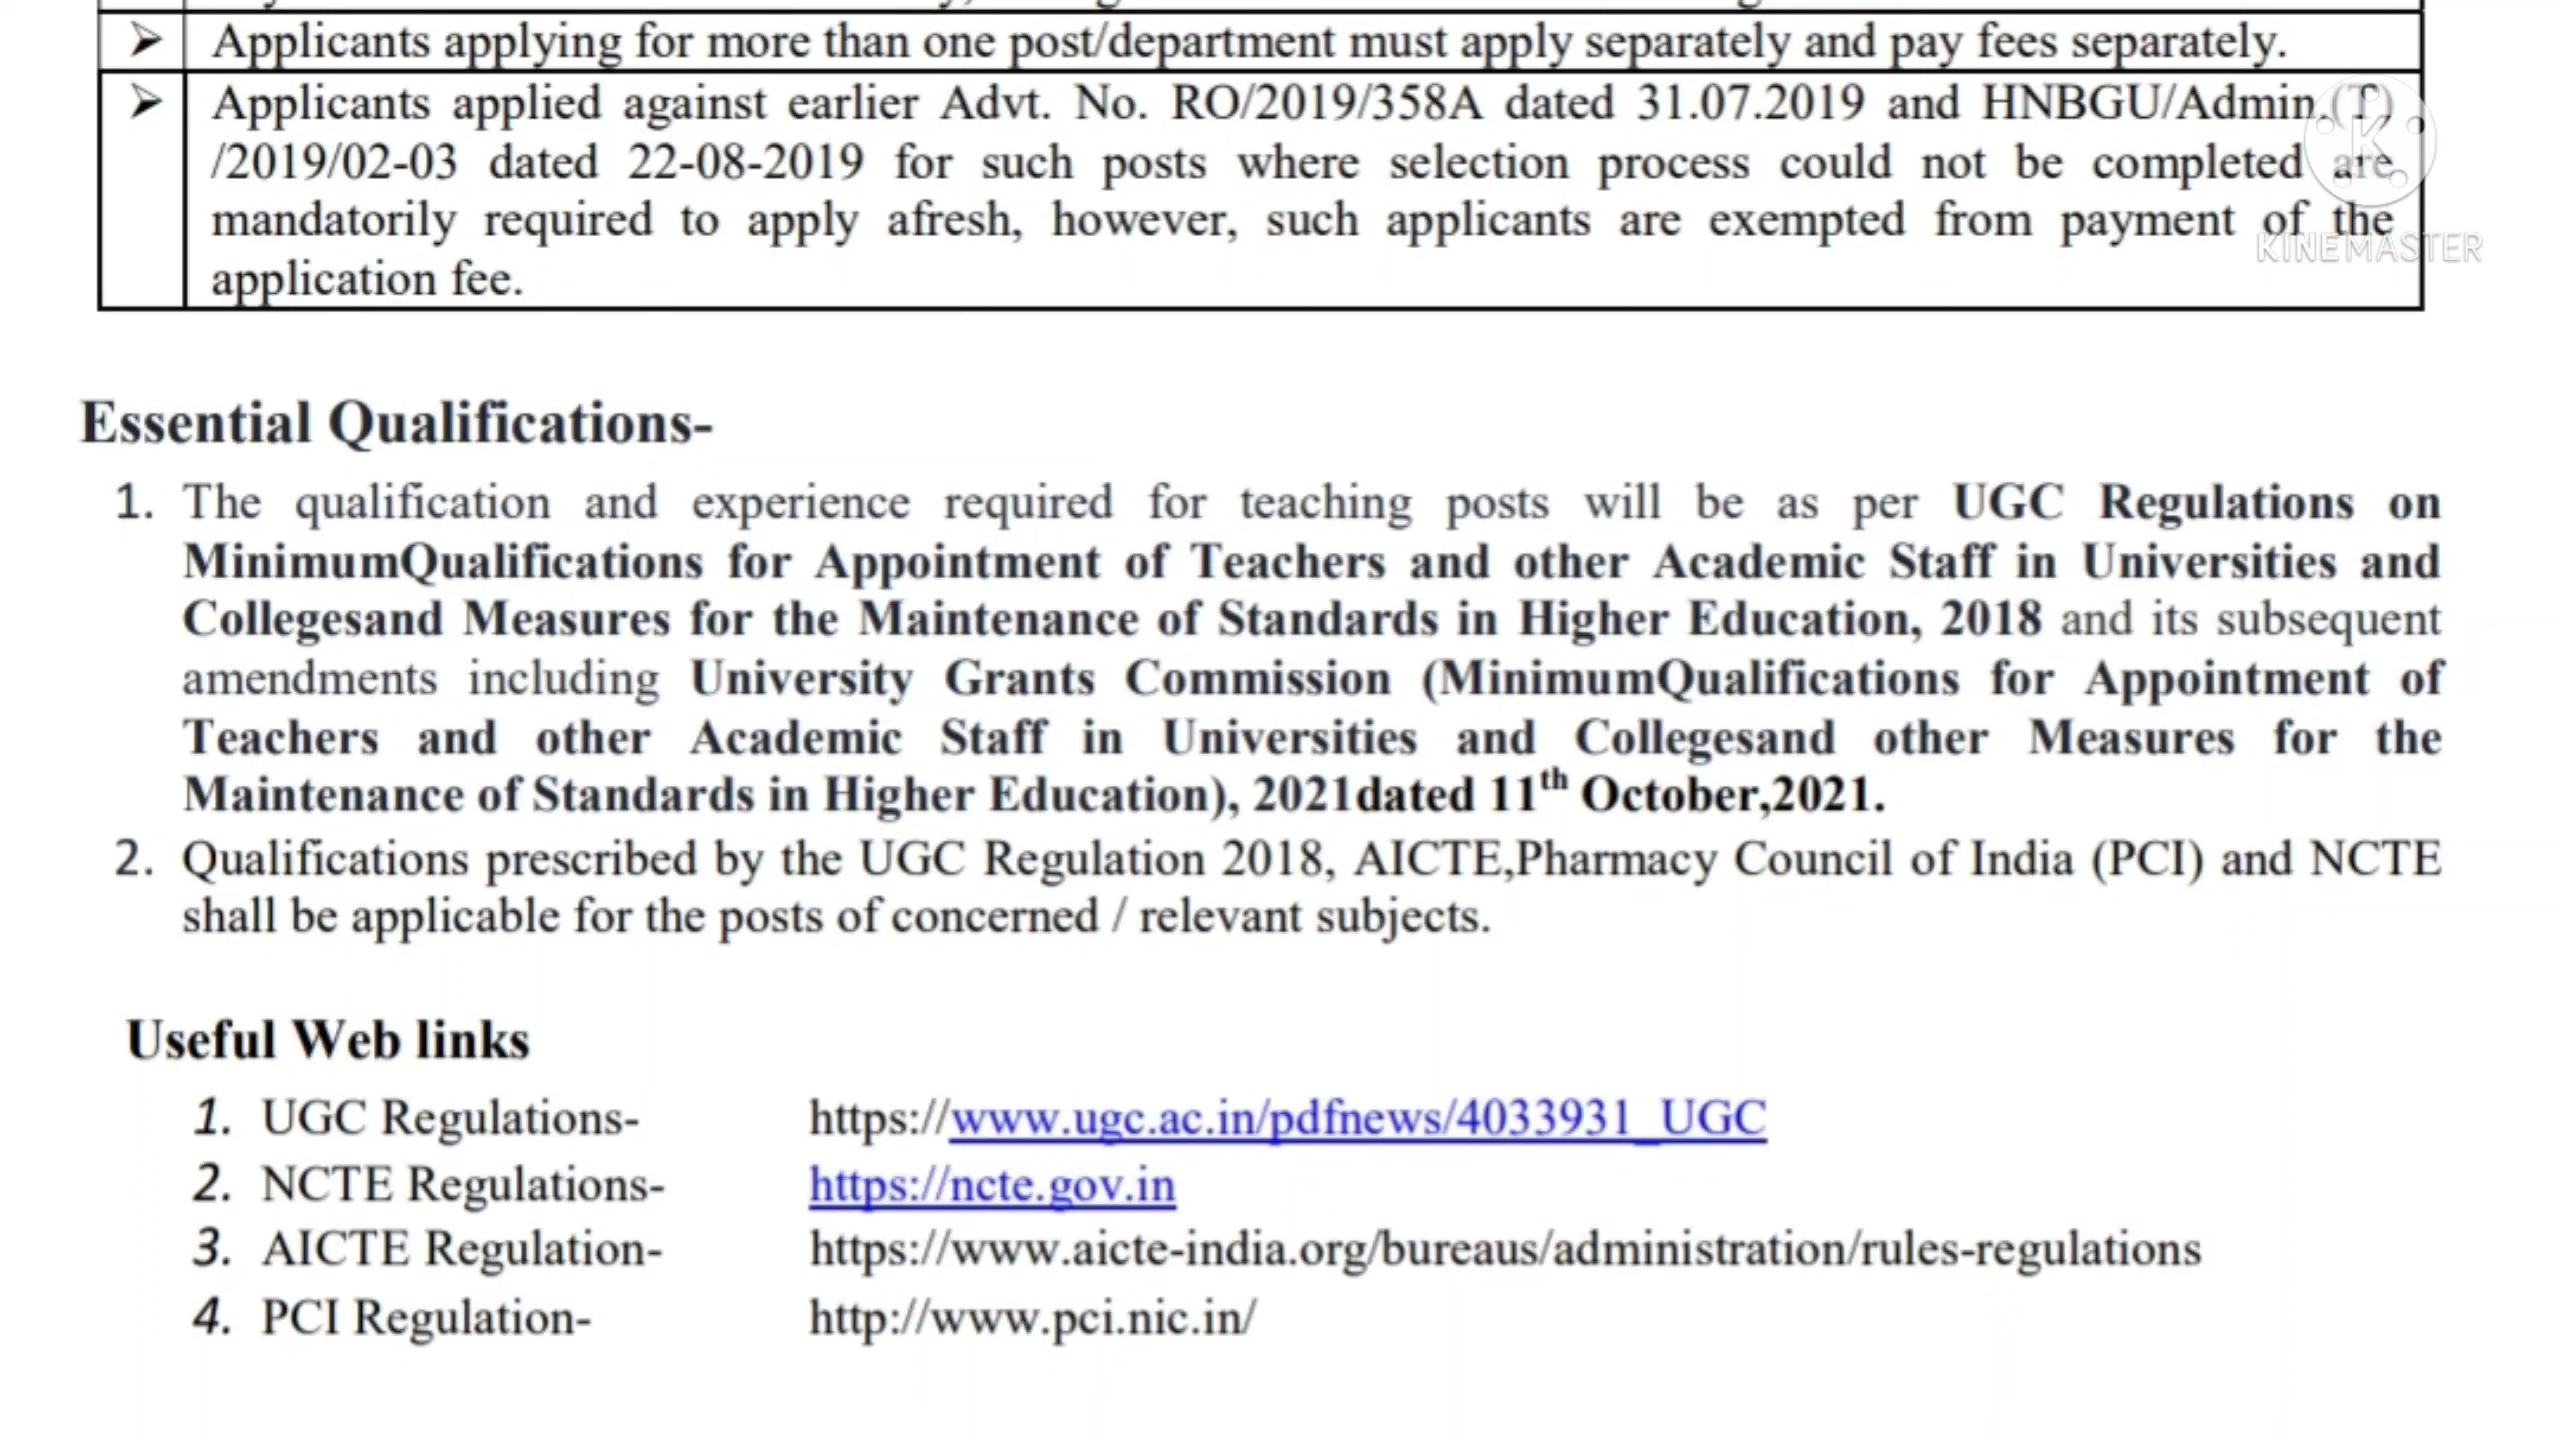 ➢ Applicants applying for more than one post/department must apply separately and pay fees separately.
➢ Applicants applied against earlier Advt. No. RO/2019/358A dated 31.07.2019 and HNBGU/Admin.(T)
/2019/02-03 dated 22-08-2019 for such posts where selection process could not be completed are
mandatorily required to apply afresh, however, such applicants are exempted from payment of the
application fee.
KINEMASTER
Essential Qualifications-
1. The qualification and experience required for teaching posts will be as per UGC Regulations on
MinimumQualifications for Appointment of Teachers and other Academic Staff in Universities and
Collegesand Measures for the Maintenance of Standards in Higher Education, 2018 and its subsequent
amendments including University Grants Commission (MinimumQualifications for Appointment of
Teachers and other Academic Staff in Universities and Collegesand other Measures for the
Maintenance of Standards in Higher Education), 2021dated 11th October,2021.
2. Qualifications prescribed by the UGC Regulation 2018, AICTE,Pharmacy Council of India (PCI) and NCTE
shall be applicable for the posts of concerned / relevant subjects.
Useful Web links
1. UGC Regulations- https://www.ugc.ac.in/pdfnews/4033931_UGC
2. NCTE Regulations- https://ncte.gov.in
3. AICTE Regulation- https://www.aicte-india.org/bureaus/administration/rules-regulations
4. PCI Regulation- http://www.pci.nic.in/